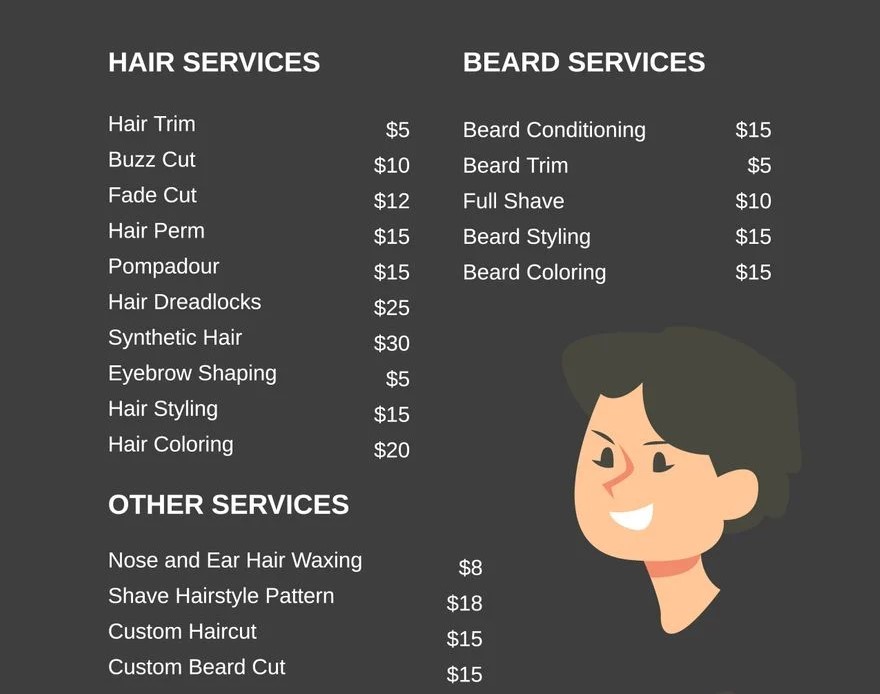 HAIR SERVICES
Hair Trim $5
Buzz Cut $10
Fade Cut $12
Hair Perm $15
Pompadour $15
Hair Dreadlocks $25
Synthetic Hair $30
Eyebrow Shaping $5
Hair Styling $15
Hair Coloring $20
BEARD SERVICES
Beard Conditioning $15
Beard Trim $5
Full Shave $10
Beard Styling $15
Beard Coloring $15
OTHER SERVICES
Nose and Ear Hair Waxing $8
Shave Hairstyle Pattern $18
Custom Haircut $15
Custom Beard Cut $15